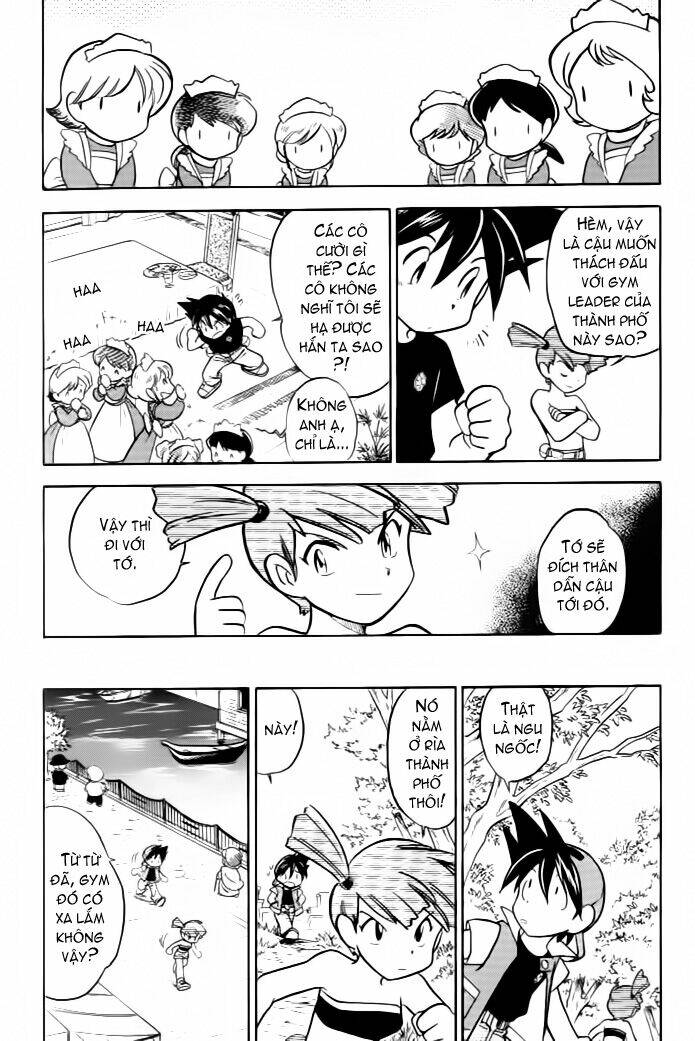 HÈM, VẬY
LÀ CẬU MUỐN
THÁCH ĐẤU
VỚI GYM
LEADER CỦA
THÀNH PHỐ
NÀY SAO?
CÁC CÔ
CƯỜI GÌ
THẾ? CÁC
CÔ KHÔNG
NGHĨ TÔI SẼ
HẠ ĐƯỢC
HẮN TA SAO
?!
KHÔNG
ANH Ạ,
CHỈ LÀ...
HAA
HAA
HAA
TỚ SẼ
ĐÍCH THÂN
DẪN CẬU
TỚI ĐÓ.
VẬY THÌ
ĐI VỚI
TỚ.
THẬT
LÀ NGU
NGỐC!
NÓ
NẰM
Ở RÌA
THÀNH
PHỐ
THÔI!
NÀY!
TỪ TỪ
ĐÃ, GYM
ĐÓ CÓ
XA LẮM
KHÔNG
VẬY?